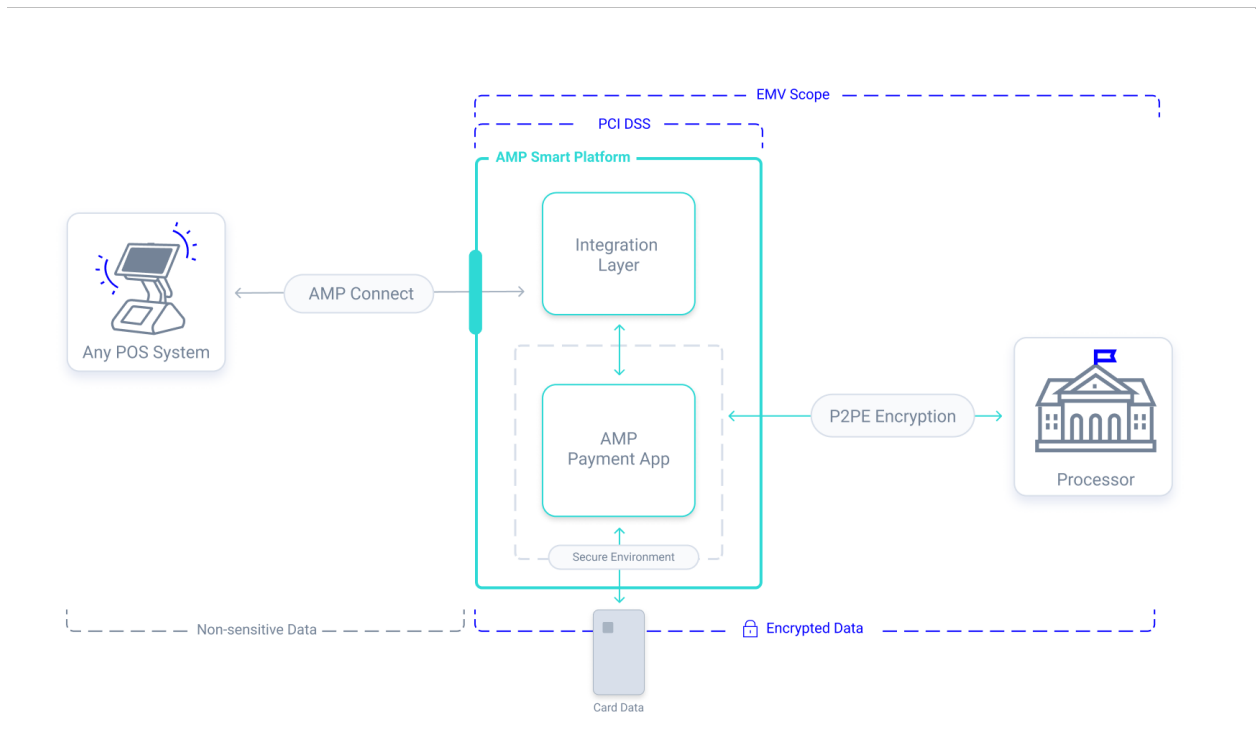 EMV Scope
PCI DSS
AMP Smart Platform
Integration
Layer
AMP Connect
Any POS System
AMP
Payment App
P2PE Encryption
Processor
Secure Environment
Non-sensitive Data
Encrypted Data
Card Data